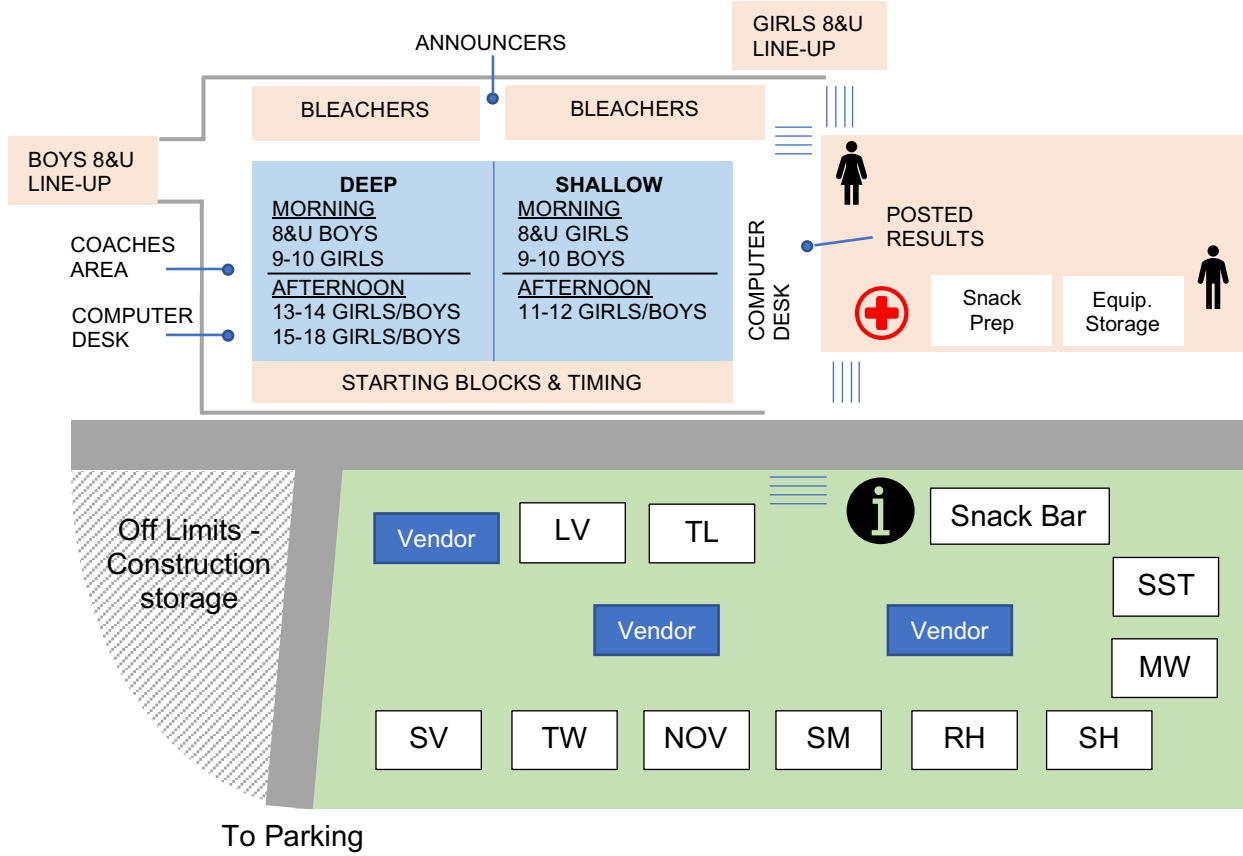 GIRLS 8&U
LINE-UP
ANNOUNCERS
BLEACHERS
BLEACHERS
BOYS 8&U
LINE-UP
DEEP
MORNING
8&U BOYS
9-10 GIRLS
AFTERNOON
13-14 GIRLS/BOYS
15-18 GIRLS/BOYS
SHALLOW
MORNING
8&U GIRLS
9-10 BOYS
AFTERNOON
11-12 GIRLS/BOYS
COACHES
AREA
COMPUTER
DESK
COMPUTER
DESK
POSTED
RESULTS
Snack
Prep
Equip.
Storage
STARTING BLOCKS & TIMING
Off Limits -
Construction
storage
Vendor
LV
TL
i
Snack Bar
SST
Vendor
Vendor
MW
SV
TW
NOV
SM
RH
SH
To Parking